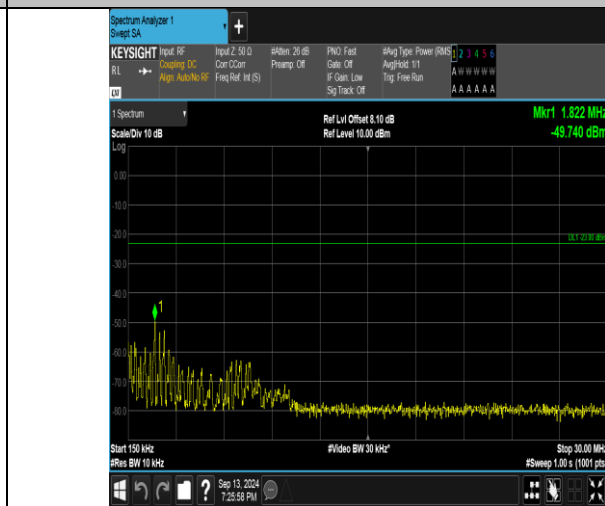 Spectrum Analyzer 1
Swept SA
+
KEYSIGHT
RL
LXI
Input: RF
Coupling: DC
Align: Auto/No RF
Input Z: 50 Ω
Corr CCorr
Freq Ref: Int (S)
#Atten: 26 dB
Preamp: Off
PNO: Fast
Gate: Off
IF Gain: Low
Sig Track: Off
#Avg Type: Power (RMS
Avg|Hold: 1/1
Trig: Free Run
1 2 3 4 5 6
A W W W W W
A A A A A A
1 Spectrum
Scale/Div 10 dB
Log
Ref Lvl Offset 8.10 dB
Ref Level 10.00 dBm
Mkr1 1.822 MHz
-49.740 dBm
0.00
-10.0
-20.0
DL1 -23.00 dBm
-30.0
-40.0
-50.0
1
-60.0
-70.0
-80.0
Start 150 kHz
#Video BW 30 kHz*
Stop 30.00 MHz
#Res BW 10 kHz
#Sweep 1.00 s (1001 pts
?
Sep 13, 2024
7:25:58 PM